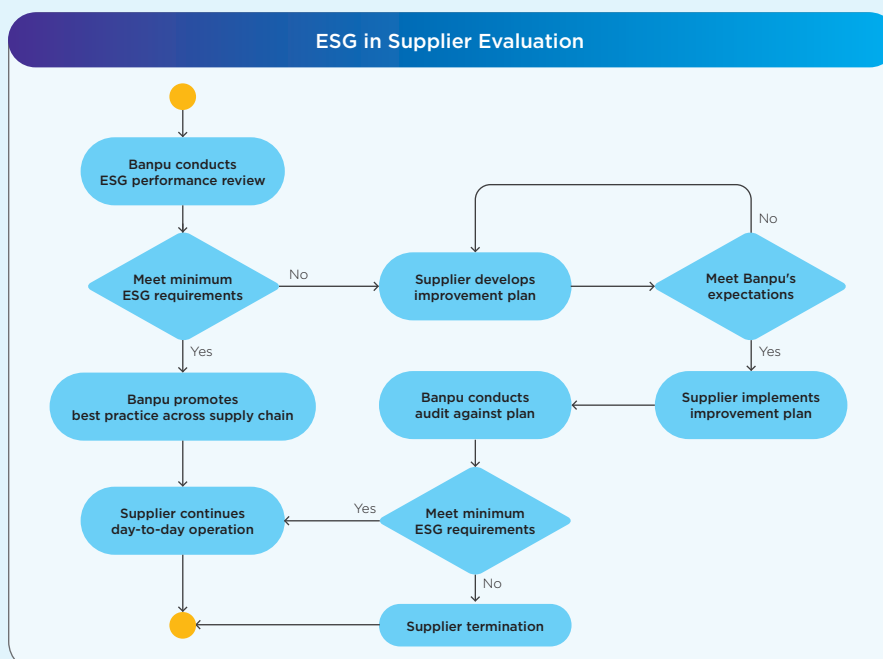 ESG in Supplier Evaluation
Banpu conducts
ESG performance review
No
Meet minimum
ESG requirements
No
Supplier develops
improvement plan
Meet Banpu's
expectations
Yes
Yes
Banpu promotes
best practice across supply chain
Banpu conducts
audit against plan
Supplier implements
improvement plan
Supplier continues
day-to-day operation
Yes
Meet minimum
ESG requirements
No
Supplier termination